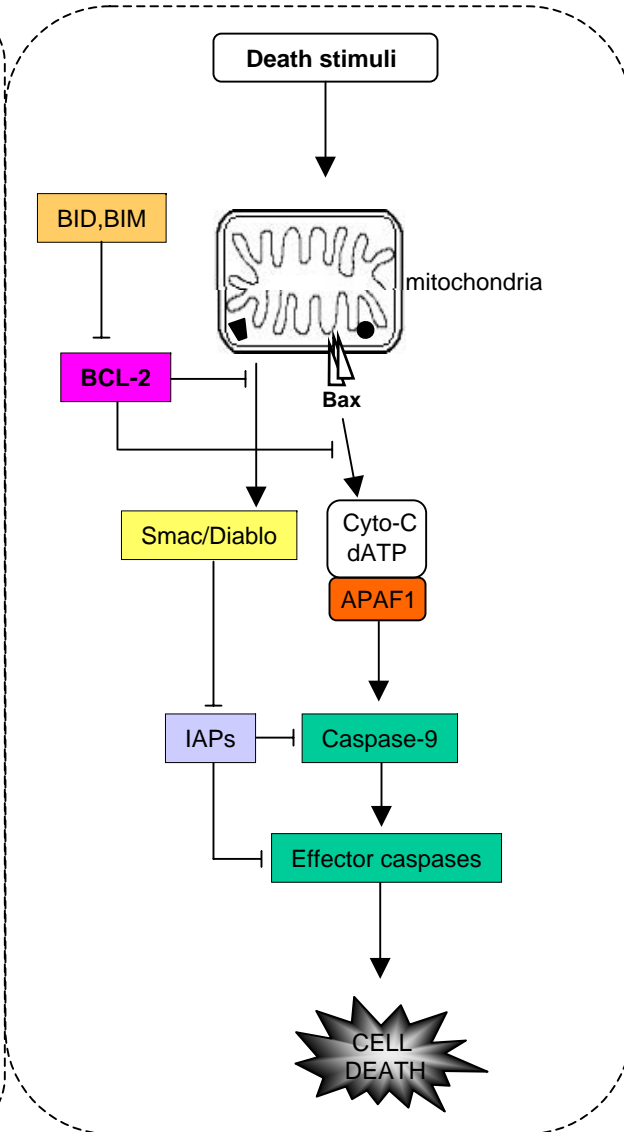 Death stimuli
BID,BIM
mitochondria
BCL-2
Bax
Smac/Diablo
Cyto-C
dATP
APAF1
IAPs
Caspase-9
Effector caspases
CELL
DEATH